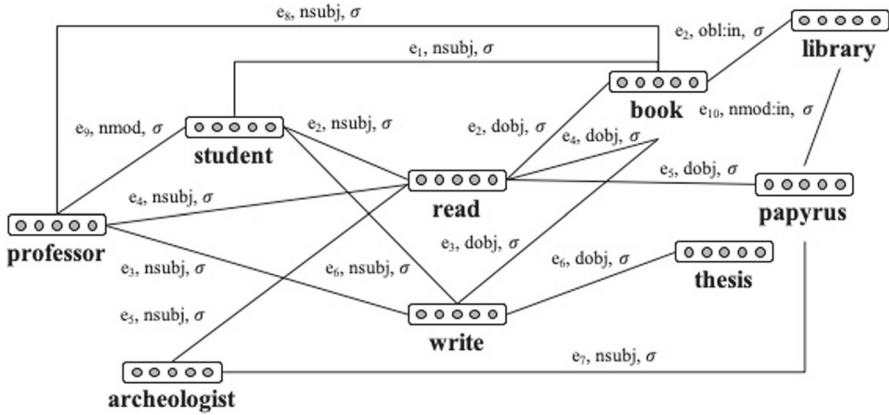 e₈, nsubj, σ
e₂, obl:in, σ
library
e₁, nsubj, σ
book
e₁₀, nmod:in, σ
e₉, nmod, σ
student
e₂, nsubj, σ
e₂, dobj, σ
e₄, dobj, σ
e₅, dobj, σ
read
papyrus
e₄, nsubj, σ
professor
e₃, dobj, σ
e₃, nsubj, σ
e₆, nsubj, σ
e₆, dobj, σ
thesis
e₅, nsubj, σ
write
e₇, nsubj, σ
archeologist